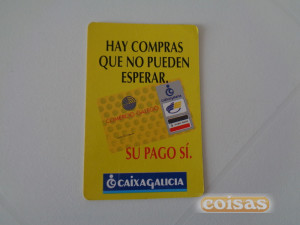 HAY COMPRAS
QUE NO PUEDEN
ESPERAR.
SU PAGO SÍ.
CAIXAGALICIA
coisas